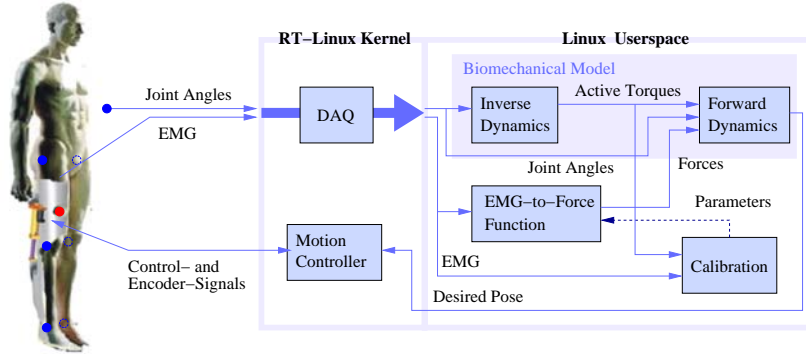 RT–Linux Kernel
Linux Userspace
Biomechanical Model
Joint Angles
EMG
DAQ
Inverse
Dynamics
Active Torques
Forward
Dynamics
Joint Angles
Forces
EMG–to–Force
Function
Parameters
Motion
Controller
Control– and
Encoder–Signals
EMG
Calibration
Desired Pose